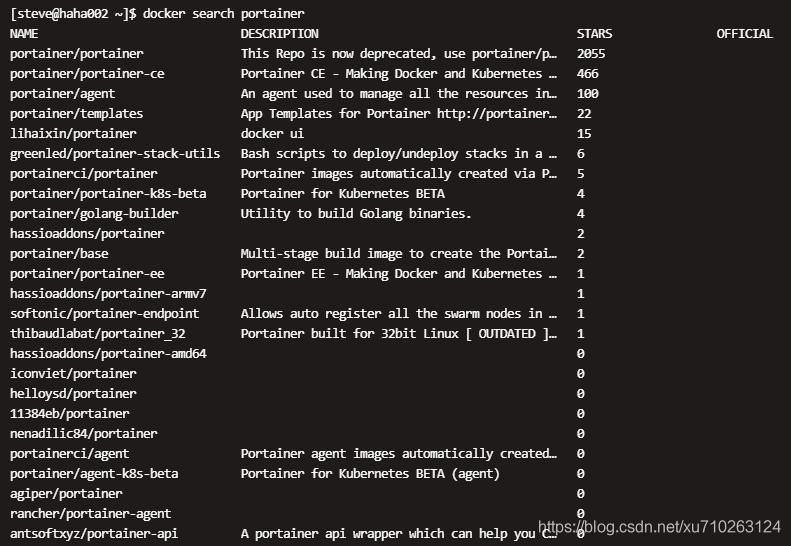 [steve@haha002 ~]$ docker search portainer
NAME DESCRIPTION STARS OFFICIAL
portainer/portainer This Repo is now deprecated, use portainer/p… 2055
portainer/portainer-ce Portainer CE - Making Docker and Kubernetes … 466
portainer/agent An agent used to manage all the resources in… 100
portainer/templates App Templates for Portainer http://portainer… 22
lihaixin/portainer docker ui 15
greenled/portainer-stack-utils Bash scripts to deploy/undeploy stacks in a … 6
portainerci/portainer Portainer images automatically created via P… 5
portainer/portainer-k8s-beta Portainer for Kubernetes BETA 4
portainer/golang-builder Utility to build Golang binaries. 4
hassioaddons/portainer 2
portainer/base Multi-stage build image to create the Portai… 2
portainer/portainer-ee Portainer EE - Making Docker and Kubernetes … 1
hassioaddons/portainer-armv7 1
softonic/portainer-endpoint Allows auto register all the swarm nodes in … 1
thibaudlabat/portainer_32 Portainer built for 32bit Linux [ OUTDATED ]… 1
hassioaddons/portainer-amd64 0
iconviet/portainer 0
helloysd/portainer 0
11384eb/portainer 0
nenadilic84/portainer 0
portainerci/agent Portainer agent images automatically created… 0
portainer/agent-k8s-beta Portainer for Kubernetes BETA (agent) 0
agiper/portainer 0
rancher/portainer-agent 0
antsoftxyz/portainer-api A portainer api wrapper which can help you C… 0
https://blog.csdn.net/xu710263124